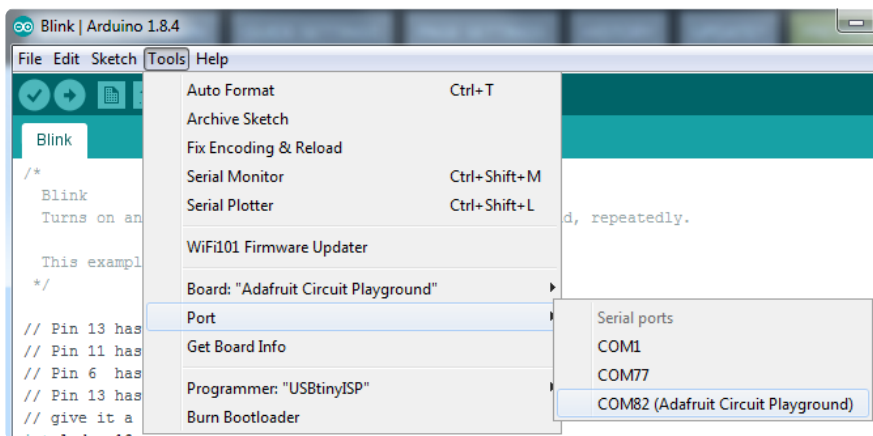 Blink | Arduino 1.8.4
File Edit Sketch Tools Help
Blink
/*
Blink
Turns on an
d, repeatedly.
This exampl
*/
// Pin 13 has
// Pin 11 has
// Pin 6 has
// Pin 13 has
// give it a
Auto Format Ctrl+T
Archive Sketch
Fix Encoding & Reload
Serial Monitor Ctrl+Shift+M
Serial Plotter Ctrl+Shift+L
WiFi101 Firmware Updater
Board: "Adafruit Circuit Playground"
Port
Get Board Info
Programmer: "USBtinyISP"
Burn Bootloader
Serial ports
COM1
COM77
COM82 (Adafruit Circuit Playground)